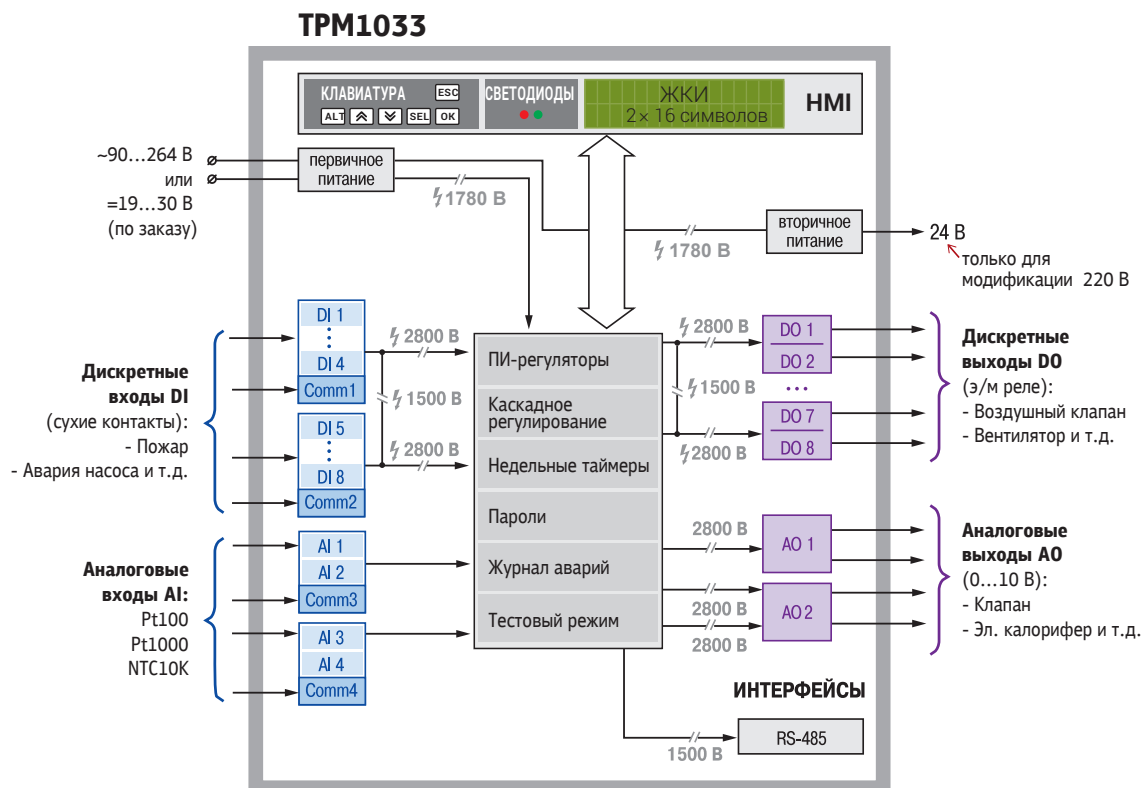 ТРМ1033
КЛАВИАТУРА
ESC
ALT
SEL
OK
СВЕТОДИОДЫ
ЖКИ
2× 16 символов
HMI
~90...264 В
или
=19...30 В
(по заказу)
первичное
питание
1780 В
1780 В
вторичное
питание
24 В
только для
модификации 220 В
Дискретные
входы DI
(сухие контакты):
- Пожар
- Авария насоса и т.д.
DI 1
DI 4
Comm1
DI 5
DI 8
Comm2
2800 В
1500 В
2800 В
Аналоговые
входы AI:
Pt100
Pt1000
NTC10K
AI 1
AI 2
Comm3
AI 3
AI 4
Comm4
ПИ-регуляторы
Каскадное
регулирование
Недельные таймеры
Пароли
Журнал аварий
Тестовый режим
2800 В
1500 В
2800 В
DO 1
DO 2
...
DO 7
DO 8
Дискретные
выходы DO
(э/м реле):
- Воздушный клапан
- Вентилятор и т.д.
2800 В
2800 В
2800 В
AO 1
AO 2
Аналоговые
выходы AO
(0...10 В):
- Клапан
- Эл. калорифер и т.д.
ИНТЕРФЕЙСЫ
1500 В
RS-485